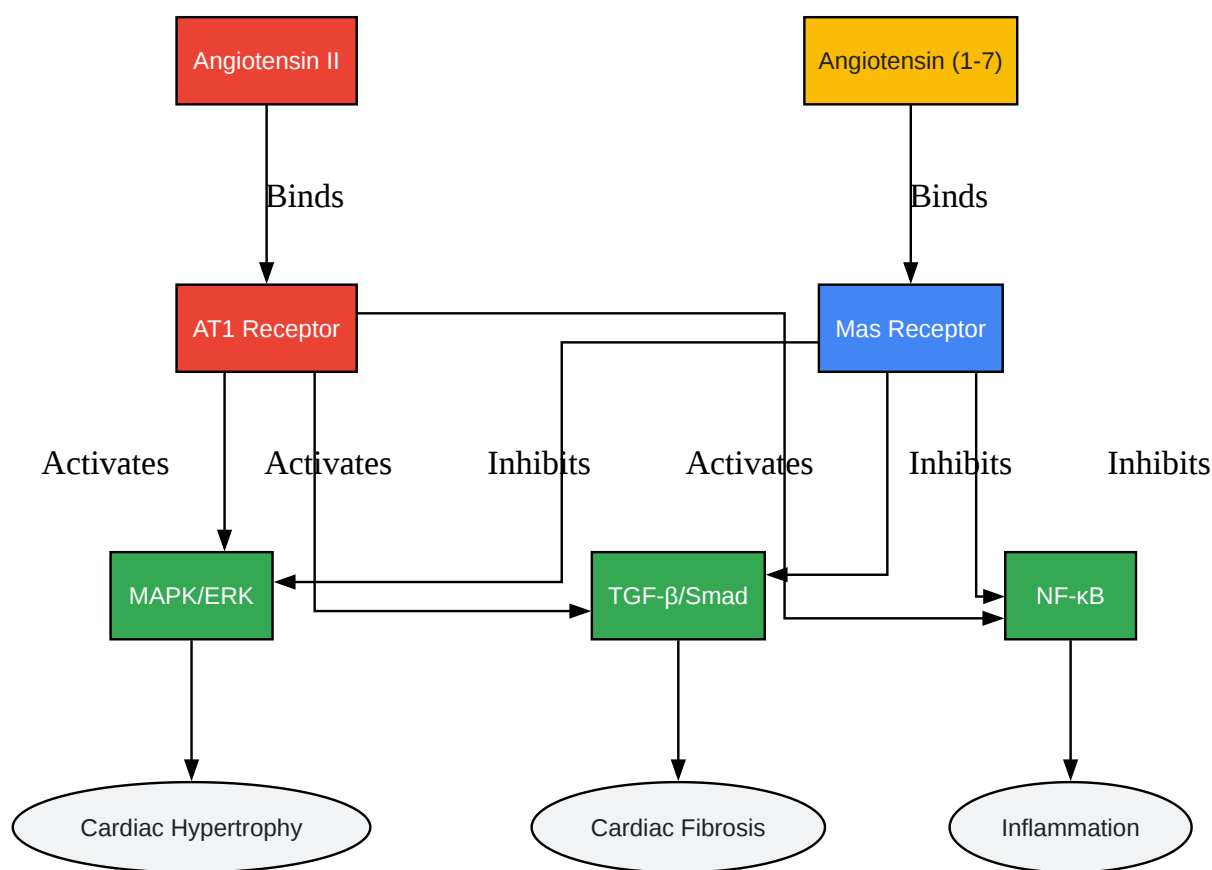 Angiotensin II
Angiotensin (1-7)
Binds
Binds
AT1 Receptor
Mas Receptor
Activates
Activates
Inhibits
Activates
Inhibits
Inhibits
MAPK/ERK
TGF-β/Smad
NF-κB
Cardiac Hypertrophy
Cardiac Fibrosis
Inflammation